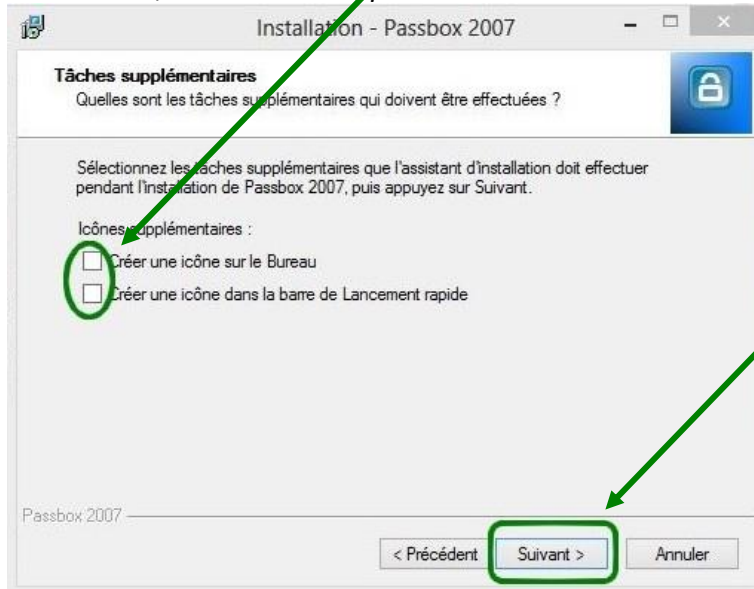 Installation - Passbox 2007
Tâches supplémentaires
Quelles sont les tâches supplémentaires qui doivent être effectuées ?
Sélectionnez les tâches supplémentaires que l'assistant d'installation doit effectuer
pendant l'installation de Passbox 2007, puis appuyez sur Suivant.
Icônes supplémentaires :
Créer une icône sur le Bureau
Créer une icône dans la barre de Lancement rapide
Passbox 2007
< Précédent
Suivant >
Annuler